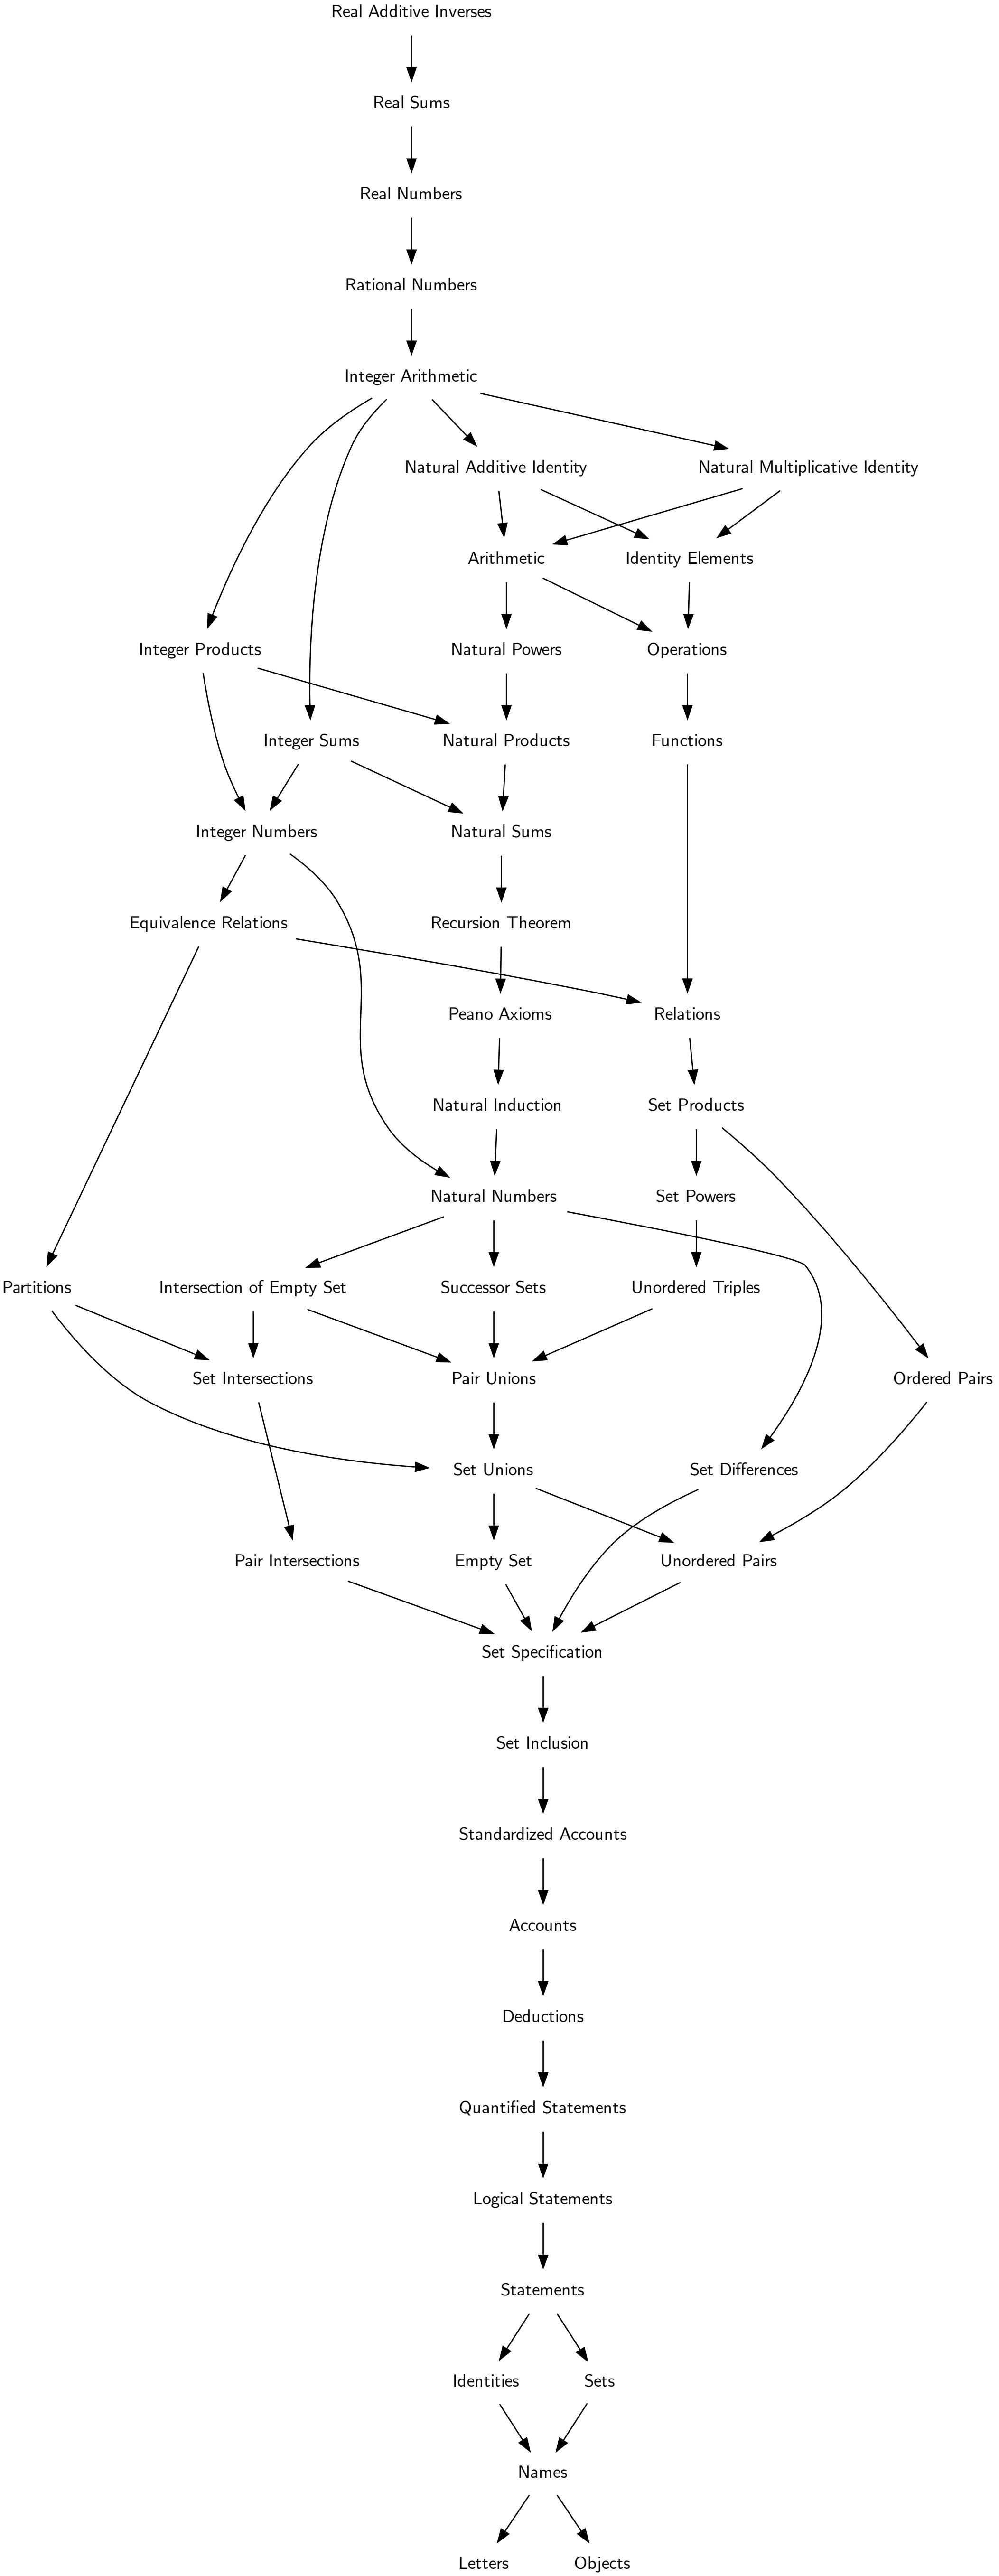 Real Additive Inverses
Real Sums
Real Numbers
Rational Numbers
Integer Arithmetic
Natural Additive Identity
Natural Multiplicative Identity
Arithmetic
Identity Elements
Integer Products
Natural Powers
Operations
Integer Sums
Natural Products
Functions
Integer Numbers
Natural Sums
Equivalence Relations
Recursion Theorem
Peano Axioms
Relations
Natural Induction
Set Products
Natural Numbers
Set Powers
Partitions
Intersection of Empty Set
Successor Sets
Unordered Triples
Set Intersections
Pair Unions
Ordered Pairs
Set Unions
Set Differences
Pair Intersections
Empty Set
Unordered Pairs
Set Specification
Set Inclusion
Standardized Accounts
Accounts
Deductions
Quantified Statements
Logical Statements
Statements
Identities
Sets
Names
Letters
Objects